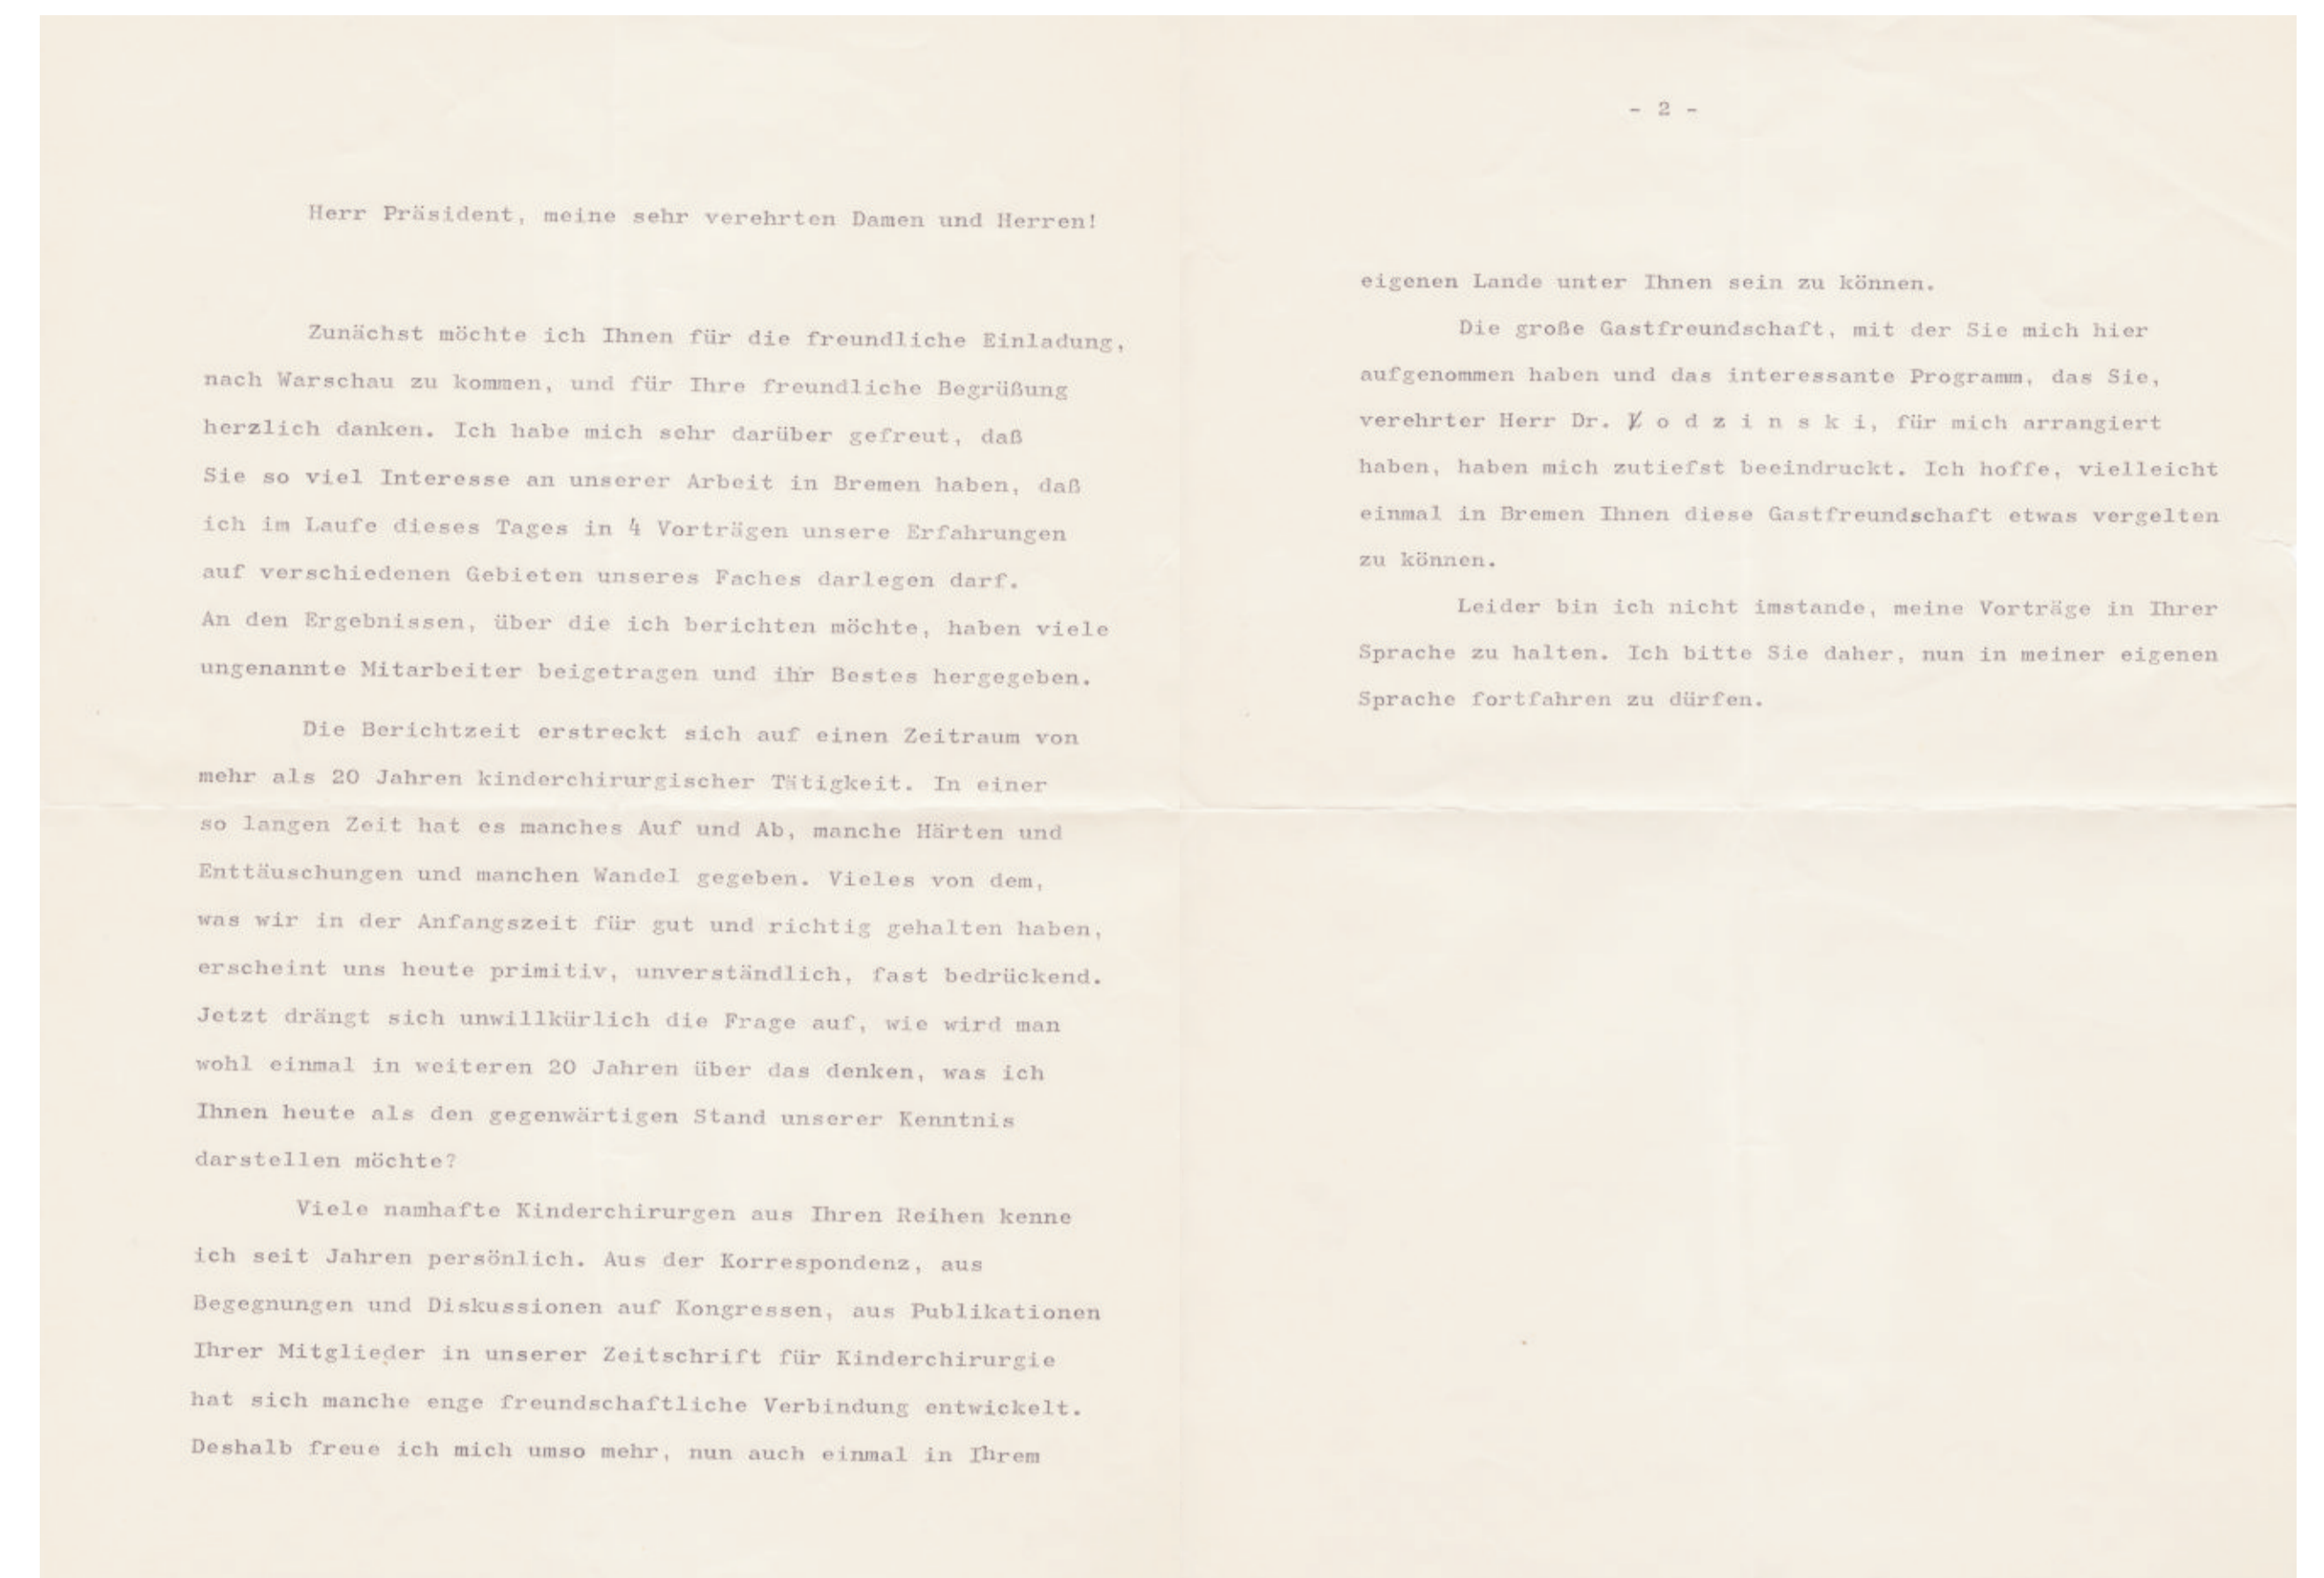 Herr Präsident, meine sehr verehrten Damen und Herren!
Zunächst möchte ich Ihnen für die freundliche Einladung,
nach Warschau zu kommen, und für Ihre freundliche Begrüßung
herzlich danken. Ich habe mich sehr darüber gefreut, daß
Sie so viel Interesse an unserer Arbeit in Bremen haben, daß
ich im Laufe dieses Tages in 4 Vorträgen unsere Erfahrungen
auf verschiedenen Gebieten unseres Faches darlegen darf.
An den Ergebnissen, über die ich berichten möchte, haben viele
ungenannte Mitarbeiter beigetragen und ihr Bestes hergegeben.
Die Berichtzeit erstreckt sich auf einen Zeitraum von
mehr als 20 Jahren kinderchirurgischer Tätigkeit. In einer
so langen Zeit hat es manches Auf und Ab, manche Härten und
Enttäuschungen und manchen Wandel gegeben. Vieles von dem,
was wir in der Anfangszeit für gut und richtig gehalten haben,
erscheint uns heute primitiv, unverständlich, fast bedrückend.
Jetzt drängt sich unwillkürlich die Frage auf, wie wird man
wohl einmal in weiteren 20 Jahren über das denken, was ich
Ihnen heute als den gegenwärtigen Stand unserer Kenntnis
darstellen möchte?
Viele namhafte Kinderchirurgen aus Ihren Reihen kenne
ich seit Jahren persönlich. Aus der Korrespondenz, aus
Begegnungen und Diskussionen auf Kongressen, aus Publikationen
Ihrer Mitglieder in unserer Zeitschrift für Kinderchirurgie
hat sich manche enge freundschaftliche Verbindung entwickelt.
Deshalb freue ich mich umso mehr, nun auch einmal in Ihrem
- 2 -
eigenen Lande unter Ihnen sein zu können.
Die große Gastfreundschaft, mit der Sie mich hier
aufgenommen haben und das interessante Programm, das Sie,
verehrter Herr Dr. Ł o d z i n s k i, für mich arrangiert
haben, haben mich zutiefst beeindruckt. Ich hoffe, vielleicht
einmal in Bremen Ihnen diese Gastfreundschaft etwas vergelten
zu können.
Leider bin ich nicht imstande, meine Vorträge in Ihrer
Sprache zu halten. Ich bitte Sie daher, nun in meiner eigenen
Sprache fortfahren zu dürfen.